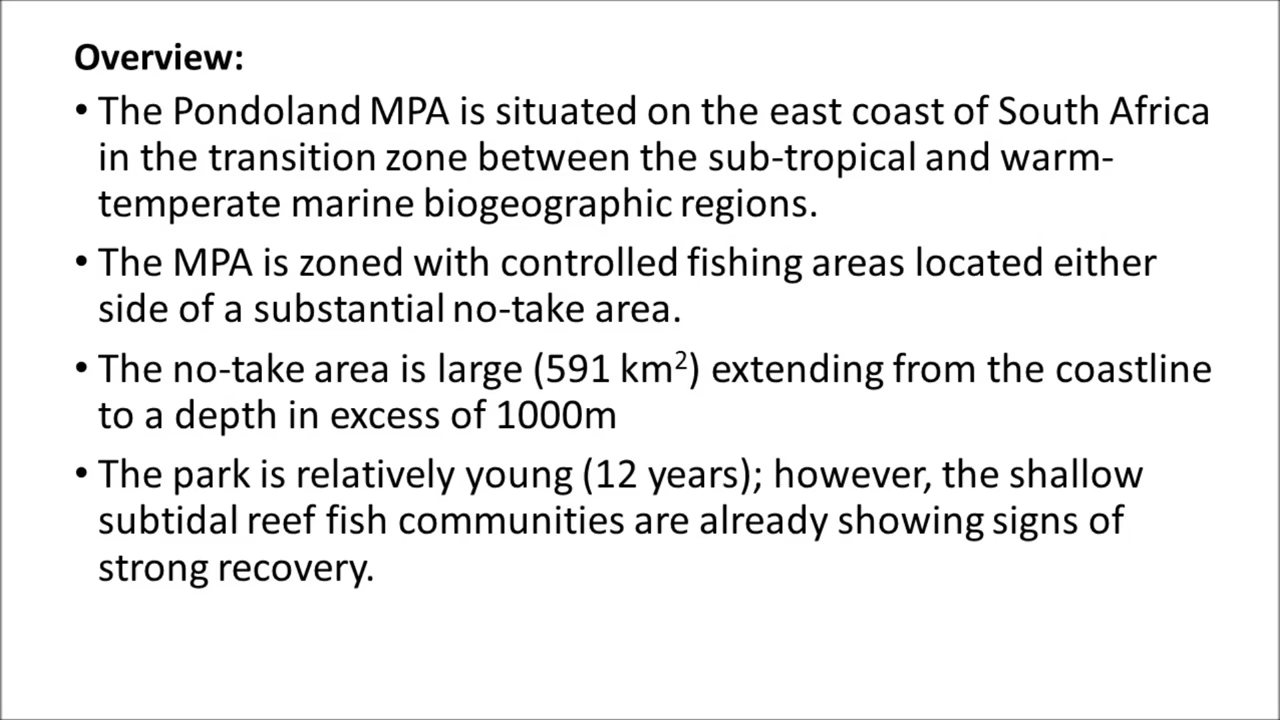 Overview:
• The Pondoland MPA is situated on the east coast of South Africa
in the transition zone between the sub-tropical and warm-
temperate marine biogeographic regions.
• The MPA is zoned with controlled fishing areas located either
side of a substantial no-take area.
• The no-take area is large (591 km²) extending from the coastline
to a depth in excess of 1000m
• The park is relatively young (12 years); however, the shallow
subtidal reef fish communities are already showing signs of
strong recovery.